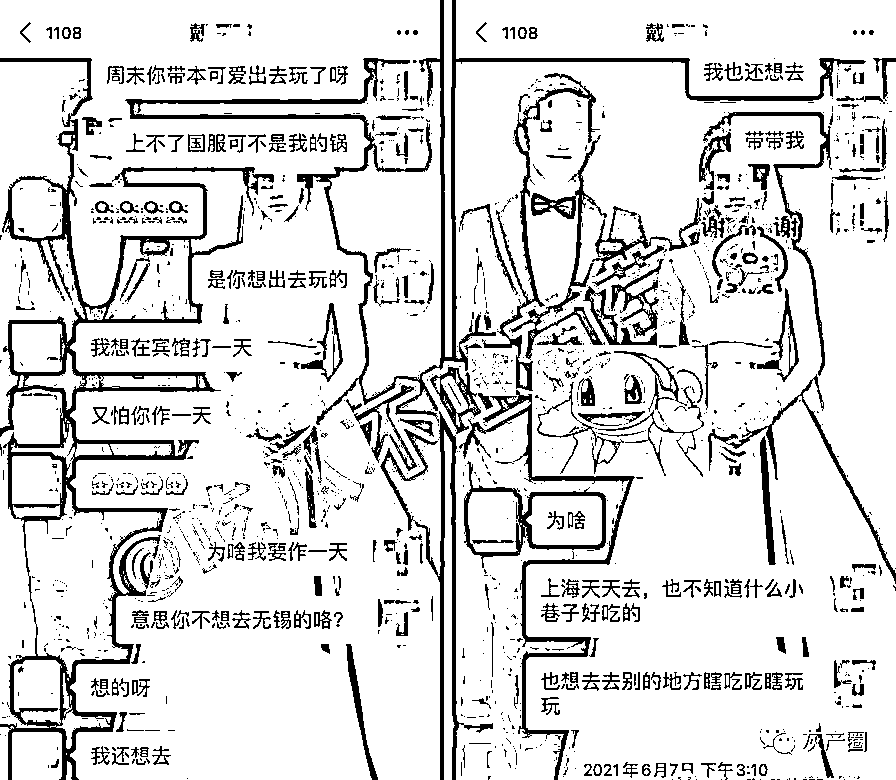 1108
戴
周末你带本可爱出去玩了呀
上不了国服可不是我的锅
是你想出去玩的
我想在宾馆打一天
又怕你作一天
为啥我要作一天
意思你不想去无锡的咯?
想的呀
我还想去
1108
戴
我也还想去
带带我
谢 谢
为啥
上海天天去，也不知道什么小
巷子好吃的
也想去去别的地方瞎吃吃瞎玩
玩
2021年6月7日 下午3:10
灰产圈